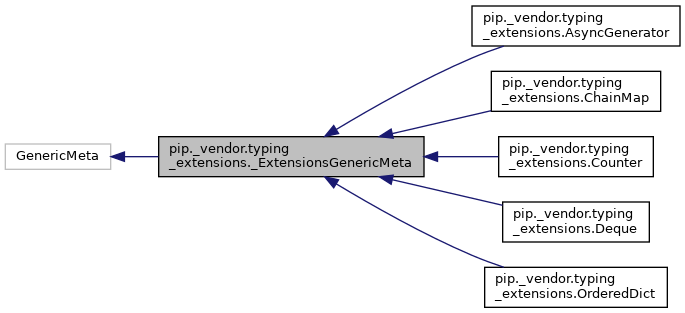 pip._vendor.typing
_extensions.AsyncGenerator
pip._vendor.typing
_extensions.ChainMap
GenericMeta
pip._vendor.typing
_extensions._ExtensionsGenericMeta
pip._vendor.typing
_extensions.Counter
pip._vendor.typing
_extensions.Deque
pip._vendor.typing
_extensions.OrderedDict